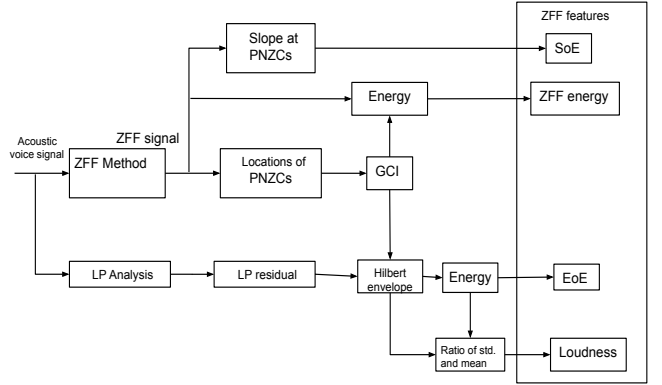 ZFF features
Slope at
PNZCs
SoE
Energy
ZFF energy
ZFF signal
Acoustic
voice signal
ZFF Method
Locations of
PNZCs
GCI
LP Analysis
LP residual
Hilbert
envelope
Energy
EoE
Ratio of std.
and mean
Loudness